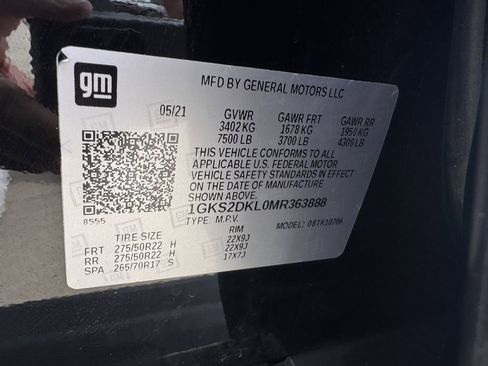 gm
MFD BY GENERAL MOTORS LLC
05/21 GVWR GAWR FRT GAWR RR
3402 KG 1678 KG 1950 KG
7500 LB 3700 LB 4300 LB
THIS VEHICLE CONFORMS TO ALL
APPLICABLE U.S. FEDERAL MOTOR
VEHICLE SAFETY STANDARDS IN EFFECT
ON THE DATE OF MANUFACTURE
SHOWN ABOVE.
8555 1GKS2DKL0MR363888
TYPE: M.P.V. MODEL: 08TK10706
TIRE SIZE RIM
FRT 275/50R22 H 22X9J
RR 275/50R22 H 22X9J
SPA 265/70R17 S 17X7J